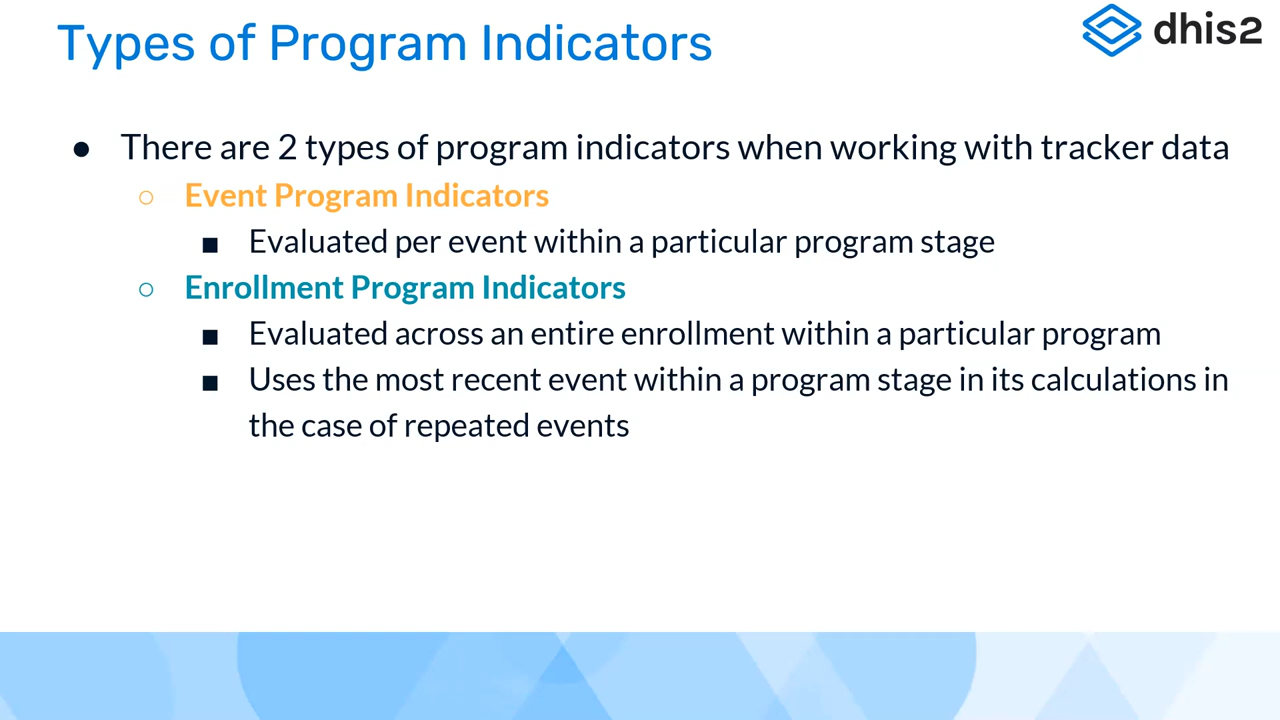 Types of Program Indicators
dhis2
● There are 2 types of program indicators when working with tracker data
○ Event Program Indicators
■ Evaluated per event within a particular program stage
○ Enrollment Program Indicators
■ Evaluated across an entire enrollment within a particular program
■ Uses the most recent event within a program stage in its calculations in
the case of repeated events